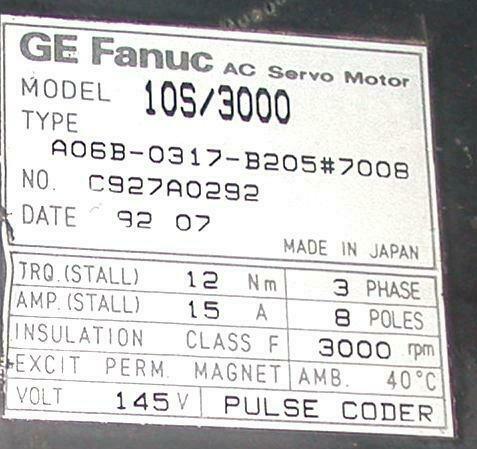 GE Fanuc AC Servo Motor
MODEL 10S/3000
TYPE
A06B-0317-B205#7008
NO. C927A0292
DATE 92 07
MADE IN JAPAN
TRQ.(STALL) 12 Nm 3 PHASE
AMP.(STALL) 15 A 8 POLES
INSULATION CLASS F 3000 rpm
EXCIT PERM. MAGNET AMB. 40°C
VOLT 145 V PULSE CODER